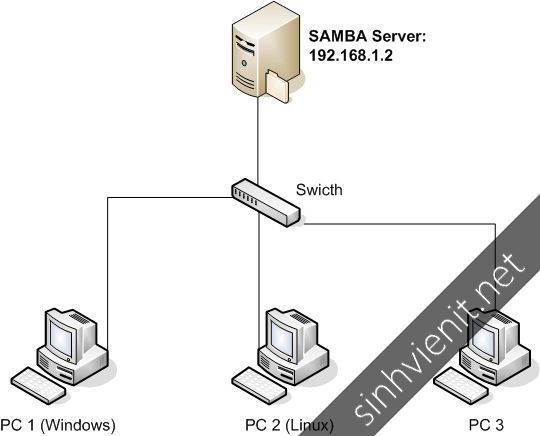 SAMBA Server:
192.168.1.2
Swicth
sinhvienit.net
PC 1 (Windows)
PC 2 (Linux)
PC 3